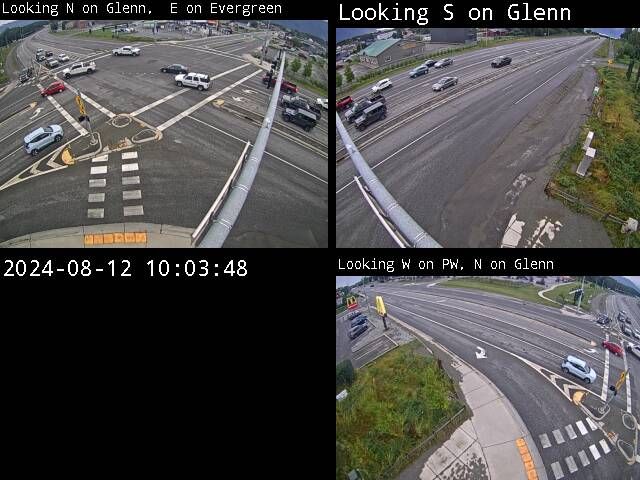 Looking N on Glenn, E on Evergreen
Looking S on Glenn
2024-08-12 10:03:48
Looking W on PW, N on Glenn